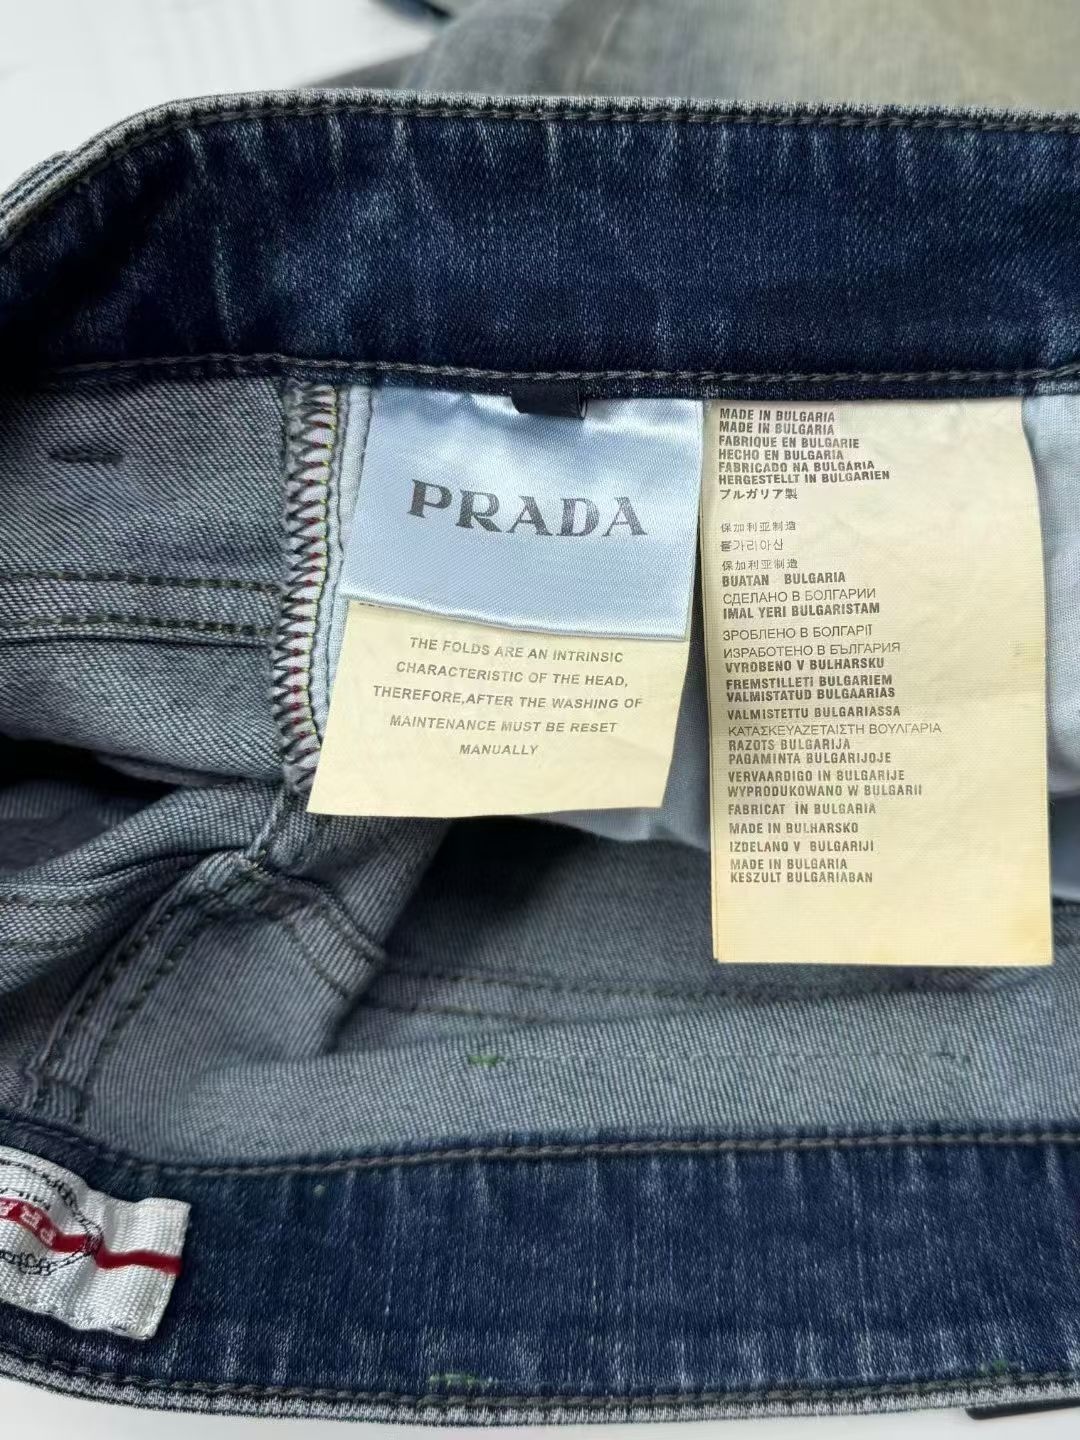 PRADA
THE FOLDS ARE AN INTRINSIC
CHARACTERISTIC OF THE HEAD,
THEREFORE,AFTER THE WASHING OF
MAINTENANCE MUST BE RESET
MANUALLY
MADE IN BULGARIA
MADE IN BULGARIA
FABRIQUE EN BULGARIE
HECHO EN BULGARIA
FABRICADO NA BULGÁRIA
HERGESTELLT IN BULGARIEN
ブルガリア製
保加利亚制造
불가리아산
保加利亚制造
BUATAN BULGARIA
СДЕЛАНО В БОЛГАРИИ
IMAL YERI BULGARISTAM
ЗРОБЛЕНО В БОЛГАРІЇ
ИЗРАБОТЕНО В БЪЛГАРИЯ
VYROBENO V BULHARSKU
FREMSTILLETI BULGARIEM
VALMISTATUD BULGAARIAS
VALMISTETTU BULGARIASSA
ΚΑΤΑΣΚΕΥΑΖΕΤΑΙΣΤΗ ΒΟΥΛΓΑΡΙΑ
RAZOTS BULGARIJA
PAGAMINTA BULGARIJOJE
VERVAARDIGO IN BULGARIJE
WYPRODUKOWANO W BULGARII
FABRICAT ÎN BULGARIA
MADE IN BULHARSKO
IZDELANO V BULGARIJI
MADE IN BULGARIA
KESZULT BULGARIABAN